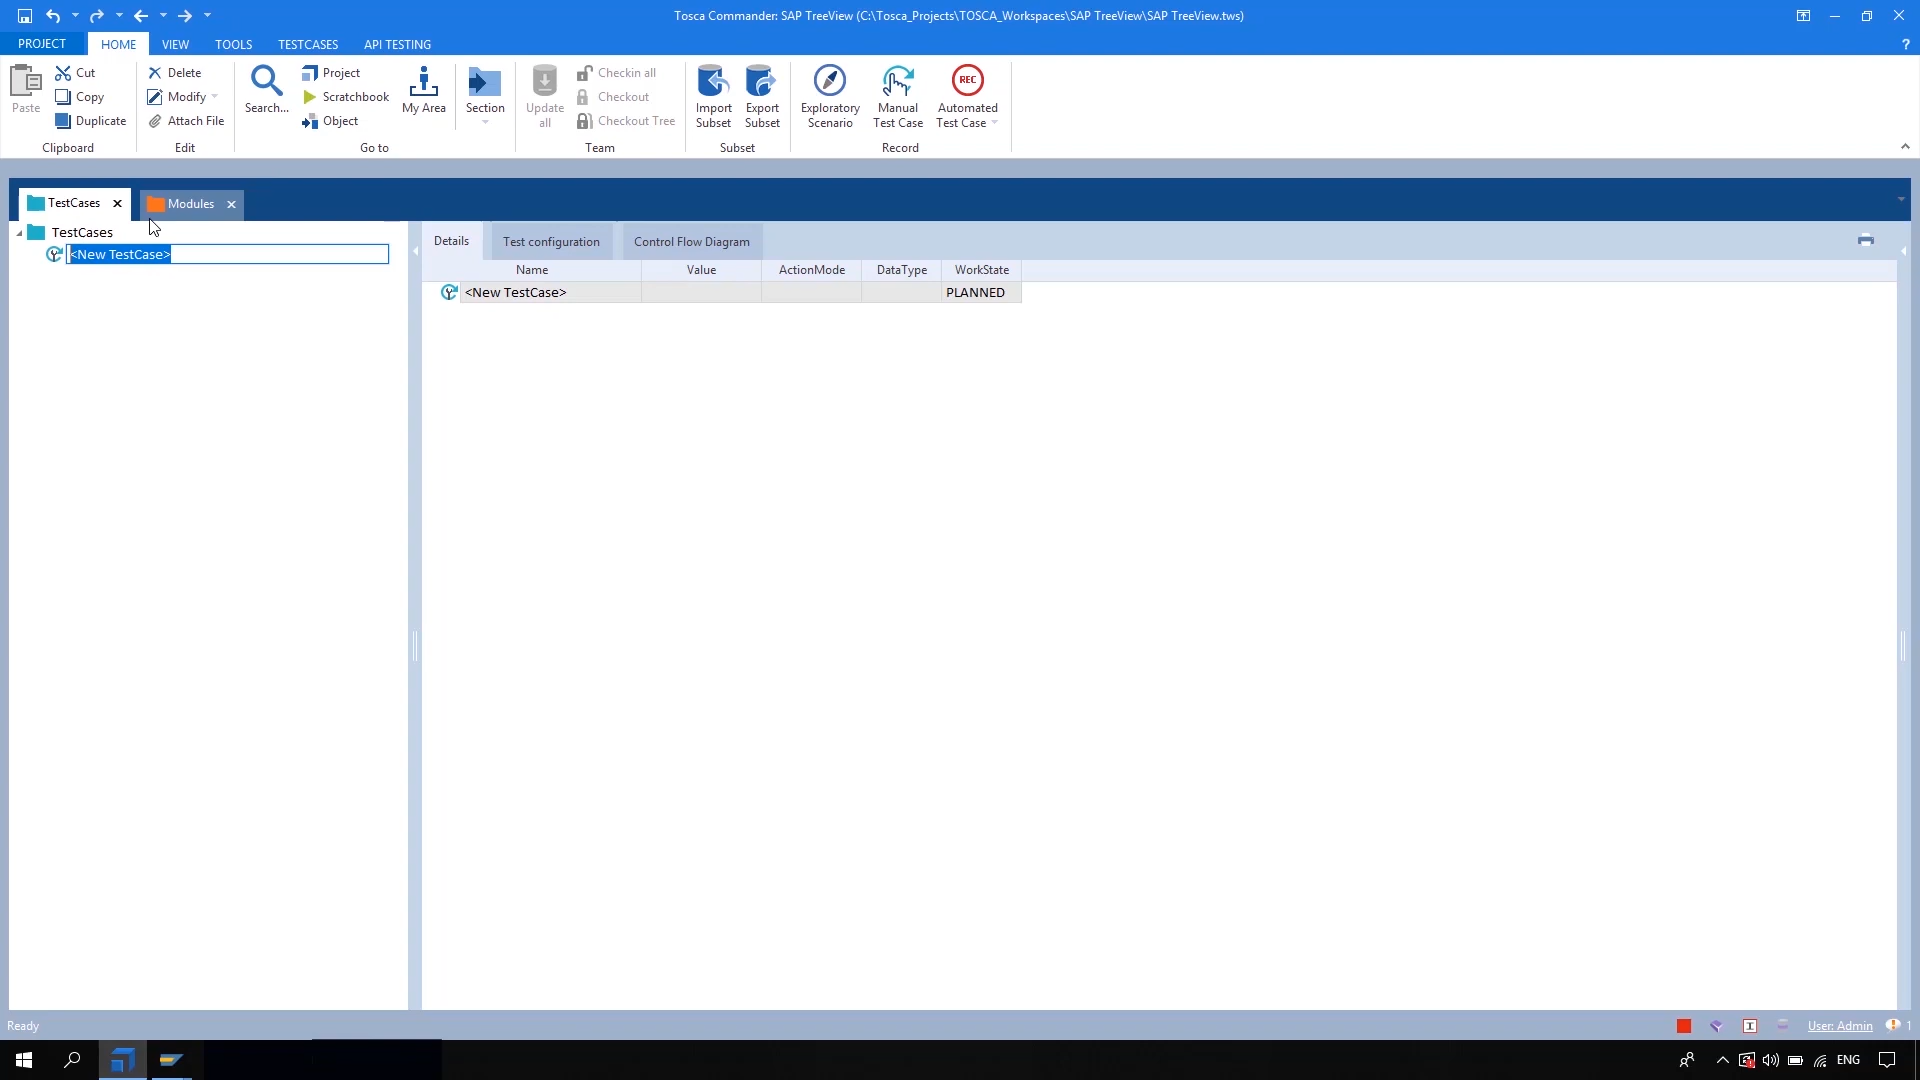 Tosca Commander: SAP TreeView (C:\Tosca_Projects\TOSCA_Workspaces\SAP TreeView\SAP TreeView.tws)
PROJECT HOME VIEW TOOLS TESTCASES API TESTING ?
Paste
Cut
Copy
Duplicate
Clipboard
Delete
Modify
Attach File
Edit
Search...
Project
Scratchbook
Object
My Area
Section
Go to
Update all
Checkin all
Checkout
Checkout Tree
Team
Import Subset
Export Subset
Subset
Exploratory Scenario
Manual Test Case
REC
Automated Test Case
Record
TestCases Modules
TestCases
<New TestCase>
Details Test configuration Control Flow Diagram
Name Value ActionMode DataType WorkState
<New TestCase> PLANNED
Ready
User: Admin 1
ENG